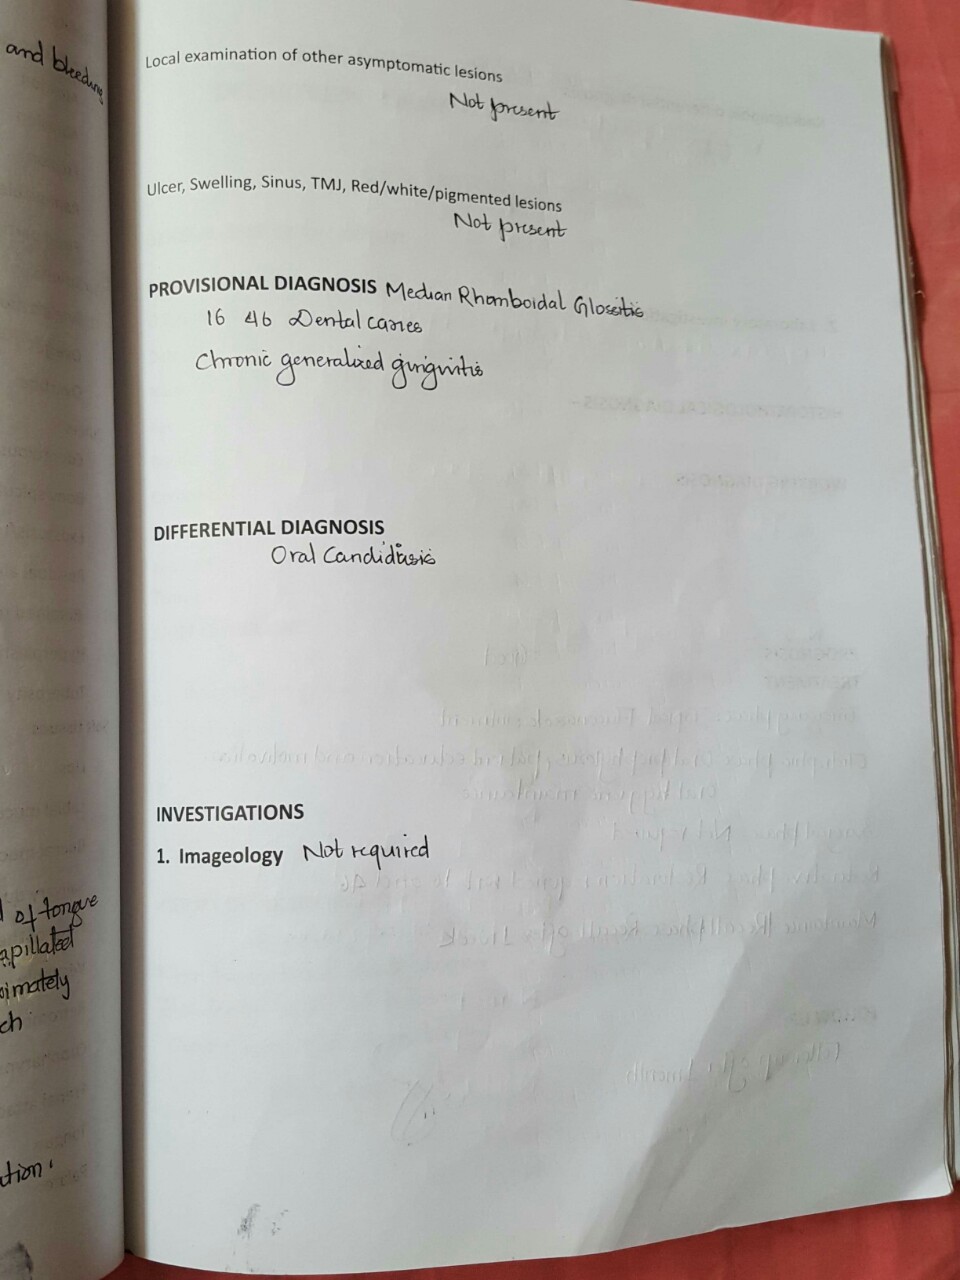 and bleeding
Local examination of other asymptomatic lesions
Not present
Ulcer, Swelling, Sinus, TMJ, Red/white/pigmented lesions
Not present
PROVISIONAL DIAGNOSIS Median Rhomboidal Glossitis
16 46 Dental caries
Chronic generalized gingivitis
DIFFERENTIAL DIAGNOSIS
Oral Candidiasis
INVESTIGATIONS
1. Imageology Not required
of tongue
apillated
oimately
ch
ation.